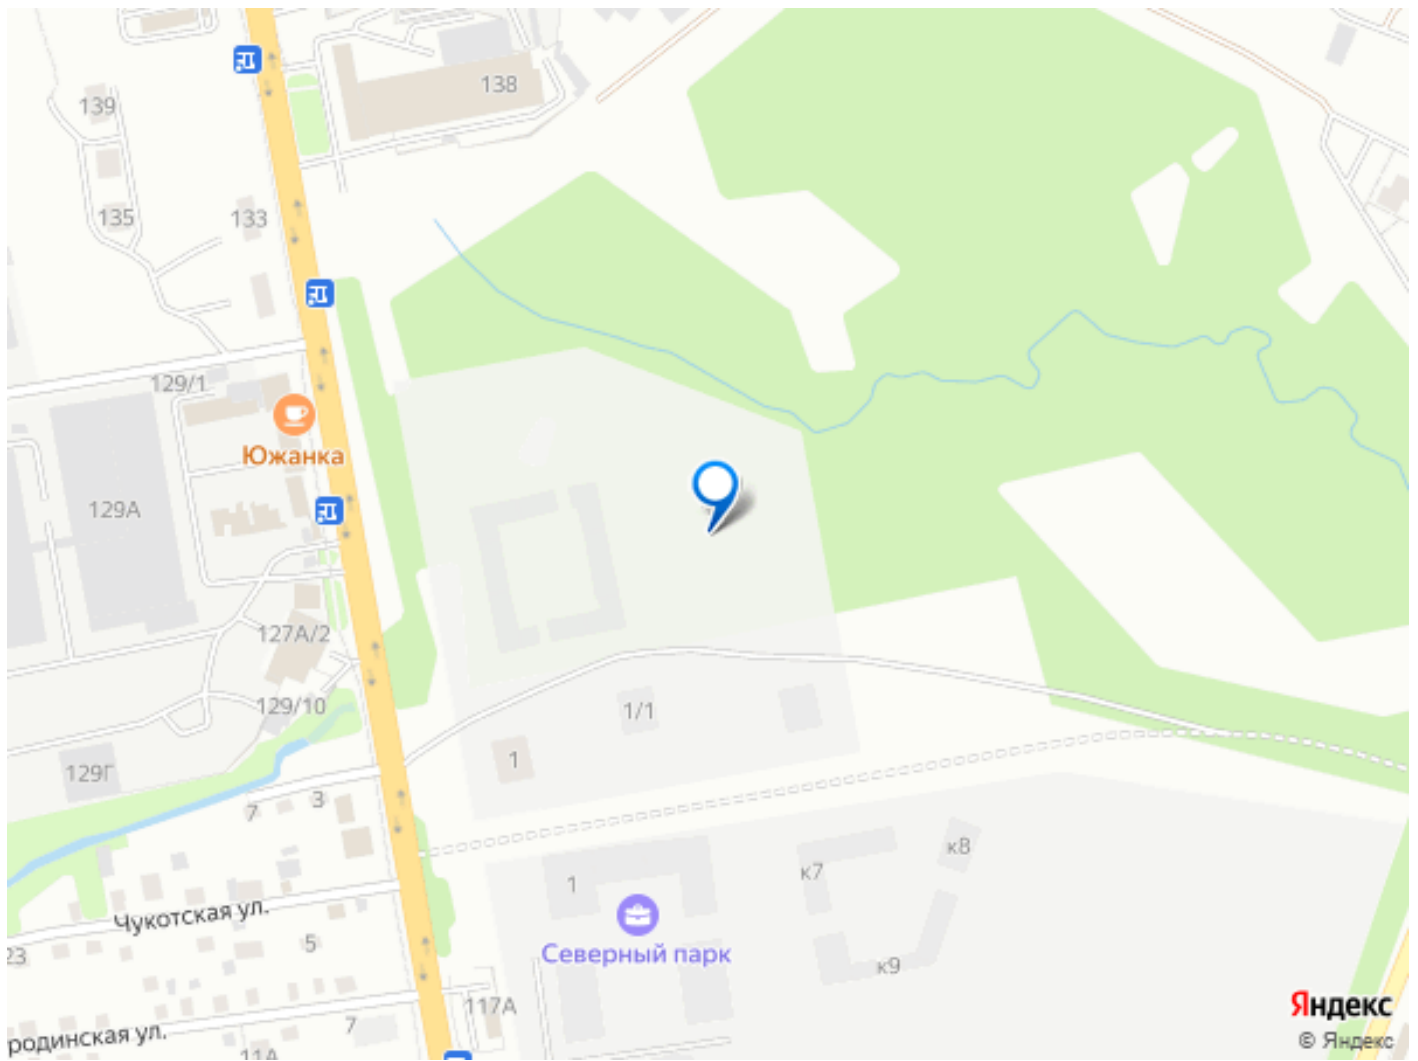 138
139
135
133
129/1
Южанка
129А
127А/2
129/10
1/1
1
129Г
7
3
1
к7
к8
Чукотская ул.
Северный парк
23
5
к9
117А
родинская ул.
7
11А
Яндекс
© Яндекс